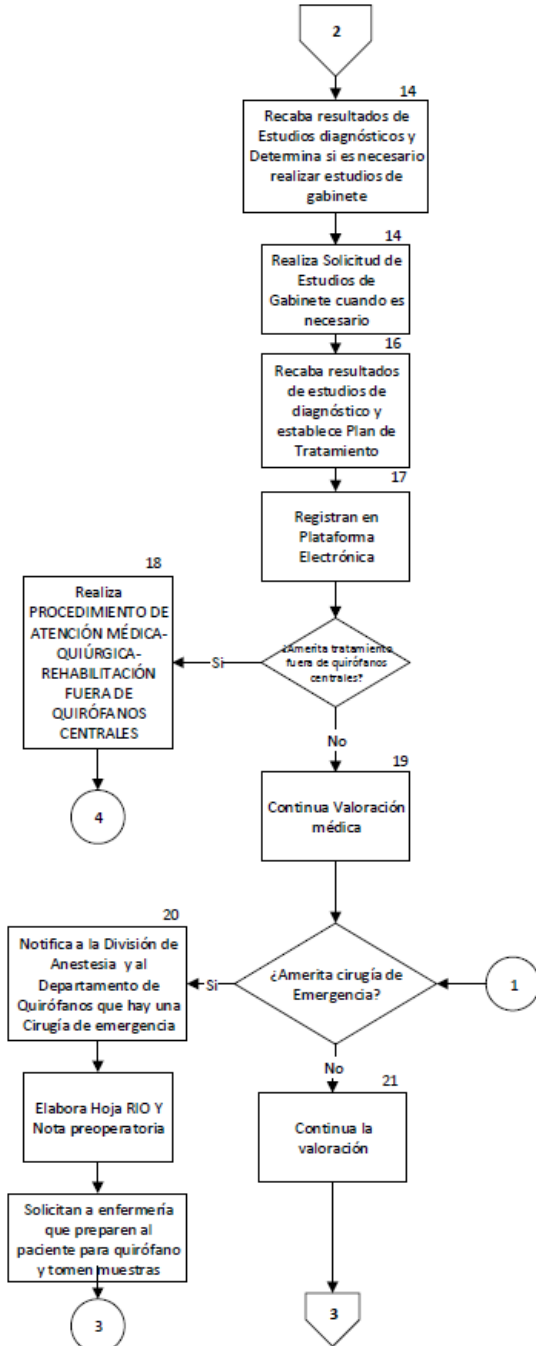 2
14
Recaba resultados de
Estudios diagnósticos y
Determina si es necesario
realizar estudios de
gabinete
14
Realiza Solicitud de
Estudios de
Gabinete cuando es
necesario
16
Recaba resultados
de estudios de
diagnóstico y
establece Plan de
Tratamiento
17
Registran en
Plataforma
Electrónica
18
Realiza
PROCEDIMIENTO DE
ATENCIÓN MÉDICA-
QUIÚRGICA-
REHABILITACIÓN
FUERA DE
QUIRÓFANOS
CENTRALES
Si
¿Amerita tratamiento
fuera de quirófanos
centrales?
No
4
19
Continua Valoración
médica
20
Notifica a la División de
Anestesia y al
Departamento de
Quirófanos que hay una
Cirugía de emergencia
Si
¿Amerita cirugía de
Emergencia?
1
No
21
Elabora Hoja RIO Y
Nota preoperatoria
Continua la
valoración
Solicitan a enfermería
que preparen al
paciente para quirófano
y tomen muestras
3
3